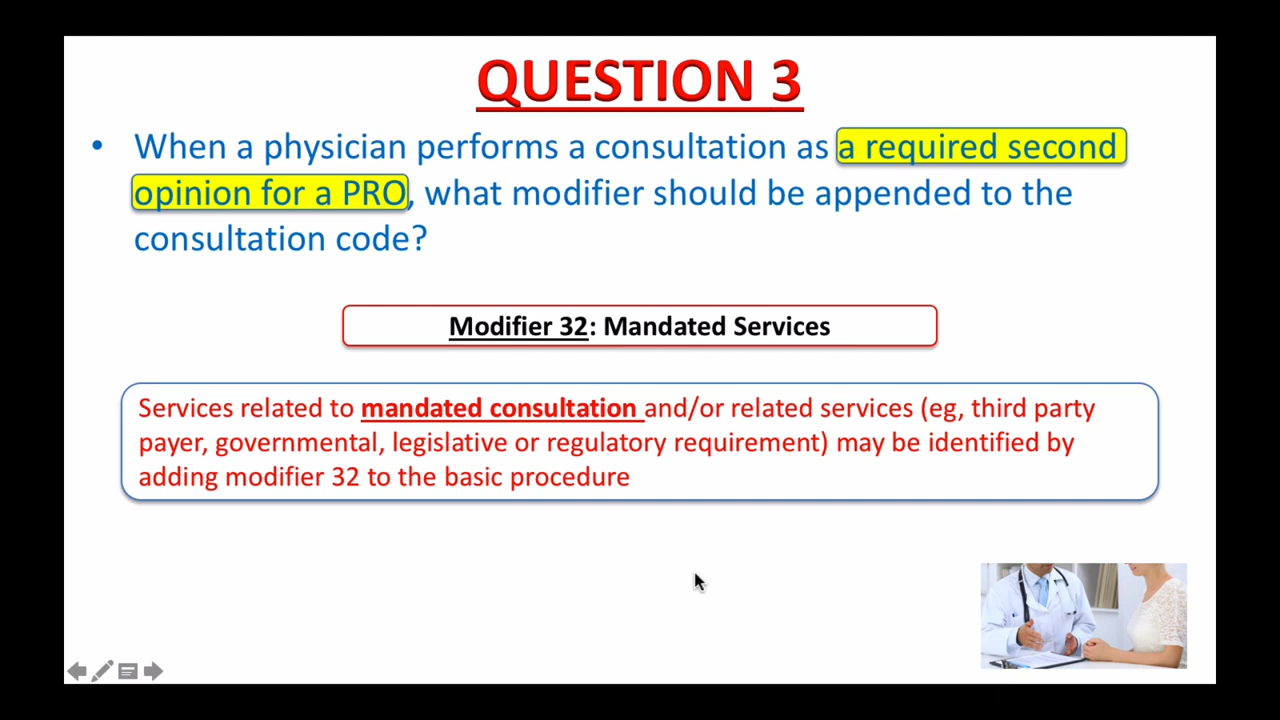 QUESTION 3
• When a physician performs a consultation as a required second
opinion for a PRO, what modifier should be appended to the
consultation code?
Modifier 32: Mandated Services
Services related to mandated consultation and/or related services (eg, third party
payer, governmental, legislative or regulatory requirement) may be identified by
adding modifier 32 to the basic procedure